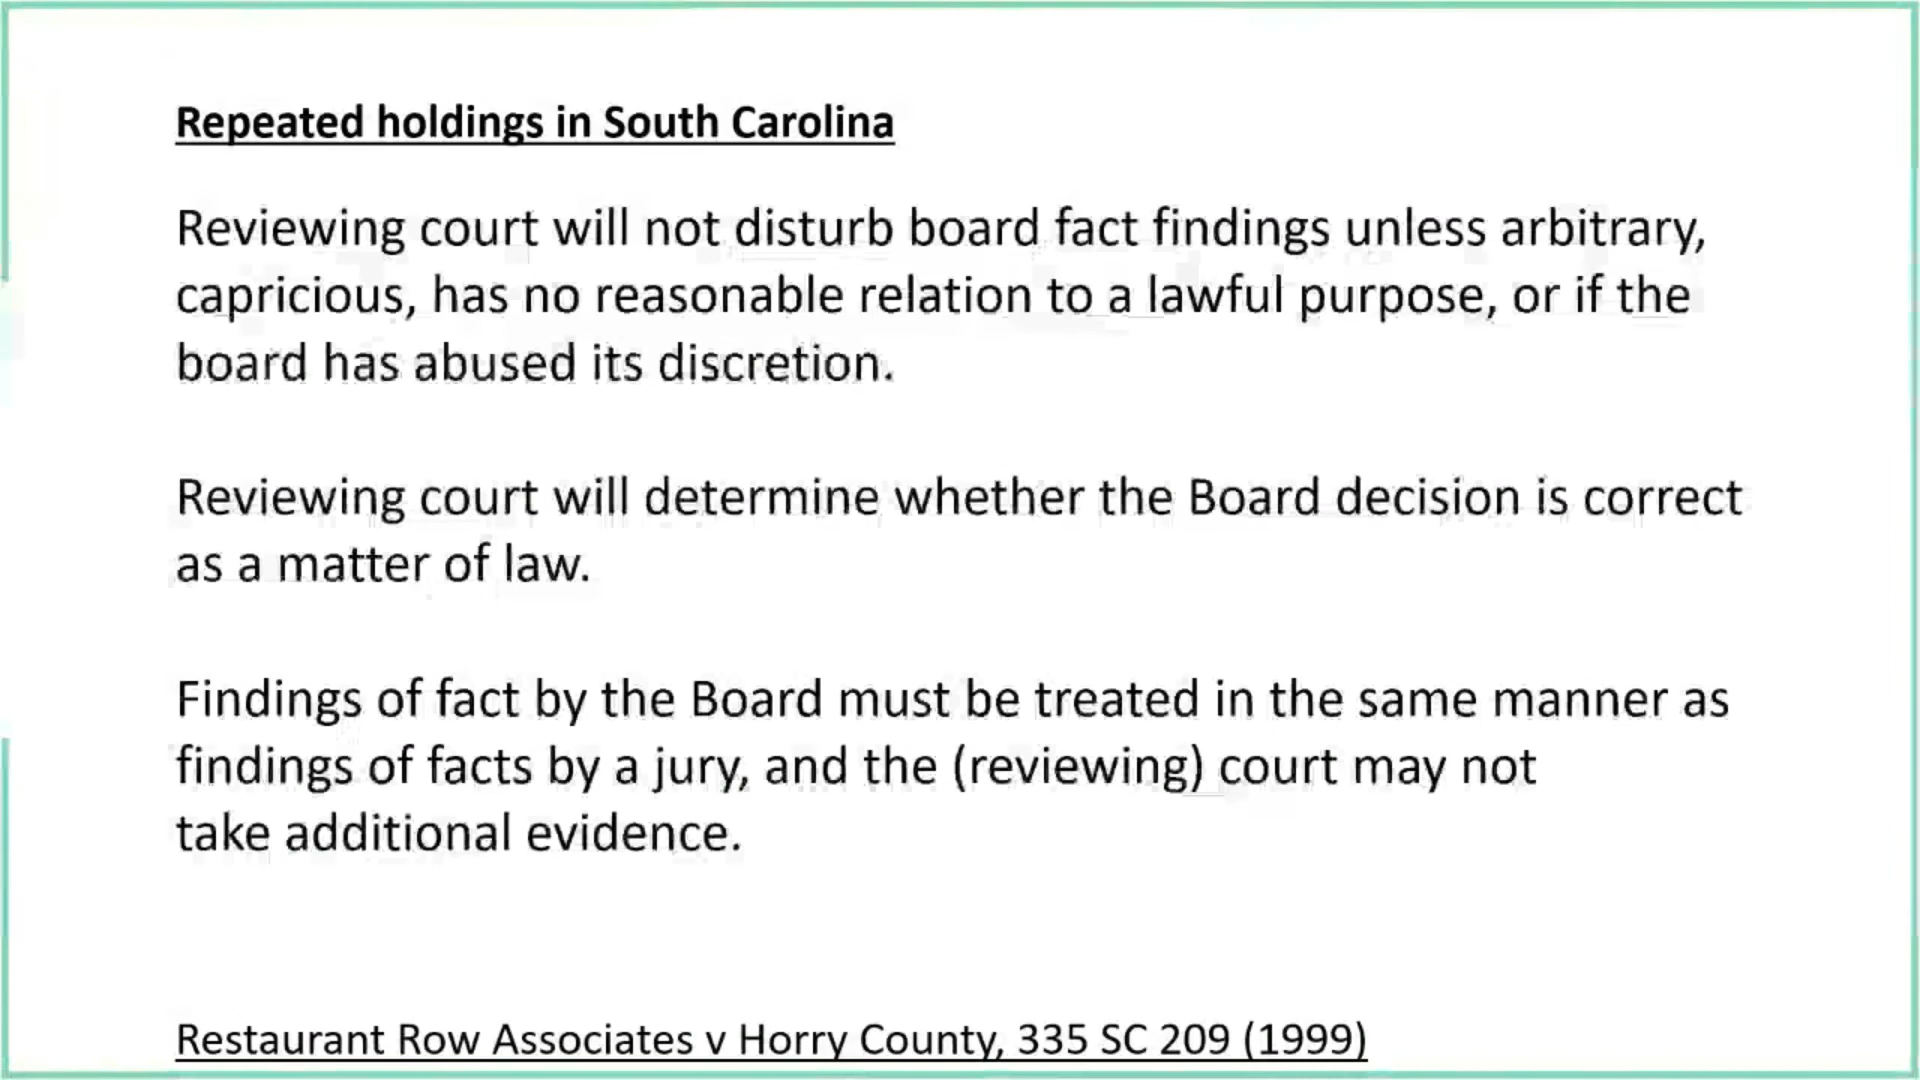 Repeated holdings in South Carolina
Reviewing court will not disturb board fact findings unless arbitrary,
capricious, has no reasonable relation to a lawful purpose, or if the
board has abused its discretion.
Reviewing court will determine whether the Board decision is correct
as a matter of law.
Findings of fact by the Board must be treated in the same manner as
findings of facts by a jury, and the (reviewing) court may not
take additional evidence.
Restaurant Row Associates v Horry County, 335 SC 209 (1999)